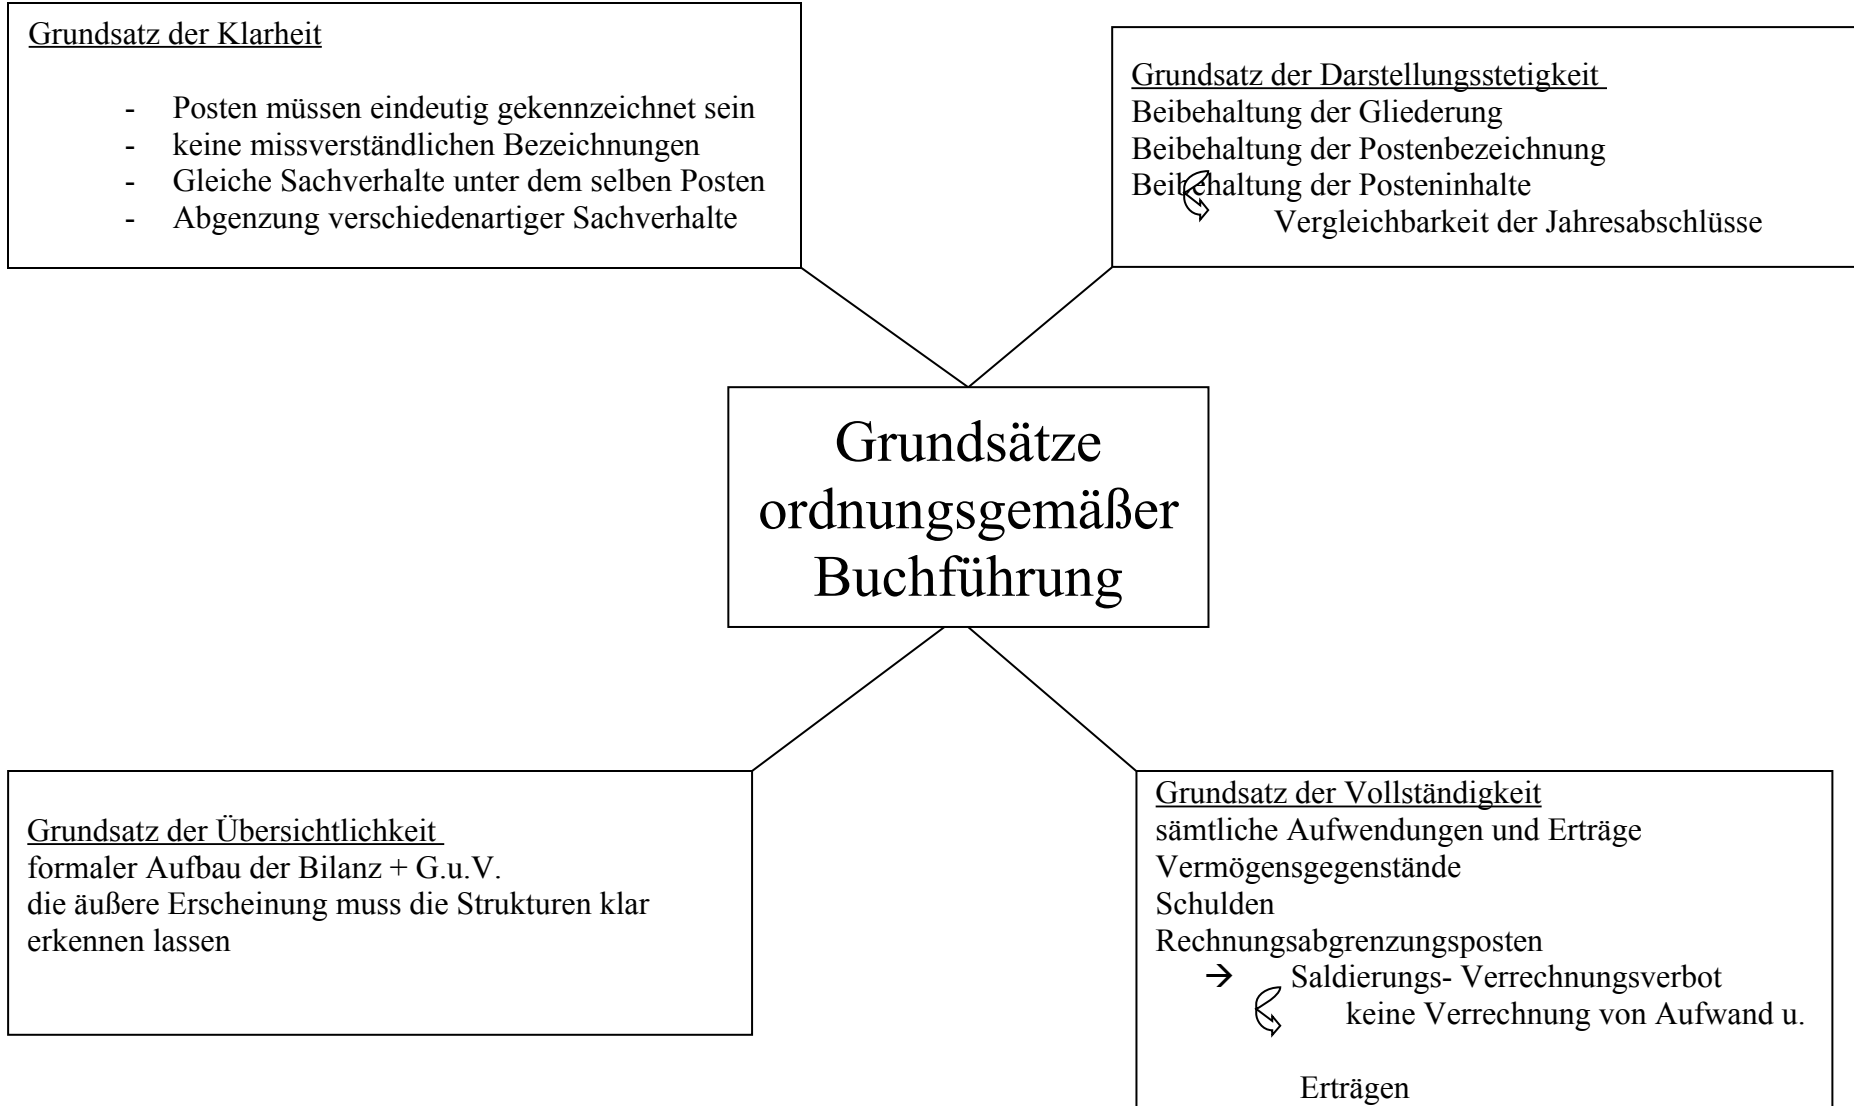 Grundsatz der Klarheit
- Posten müssen eindeutig gekennzeichnet sein
- keine missverständlichen Bezeichnungen
- Gleiche Sachverhalte unter dem selben Posten
- Abgenzung verschiedenartiger Sachverhalte
Grundsatz der Darstellungsstetigkeit
Beibehaltung der Gliederung
Beibehaltung der Postenbezeichnung
Beibehaltung der Posteninhalte
Vergleichbarkeit der Jahresabschlüsse
Grundsätze
ordnungsgemäßer
Buchführung
Grundsatz der Übersichtlichkeit
formaler Aufbau der Bilanz + G.u.V.
die äußere Erscheinung muss die Strukturen klar
erkennen lassen
Grundsatz der Vollständigkeit
sämtliche Aufwendungen und Erträge
Vermögensgegenstände
Schulden
Rechnungsabgrenzungsposten
→ Saldierungs- Verrechnungsverbot
keine Verrechnung von Aufwand u.
Erträgen